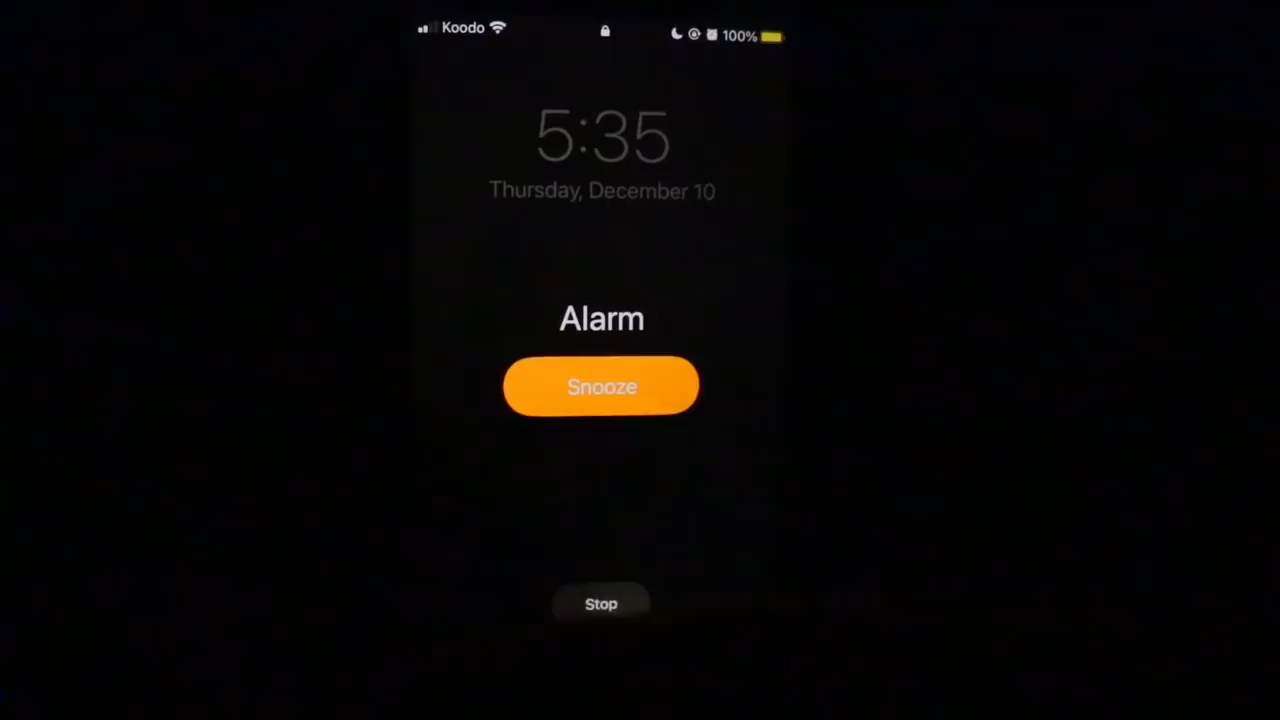 Koodo 100%
5:35
Thursday, December 10
Alarm
Snooze
Stop